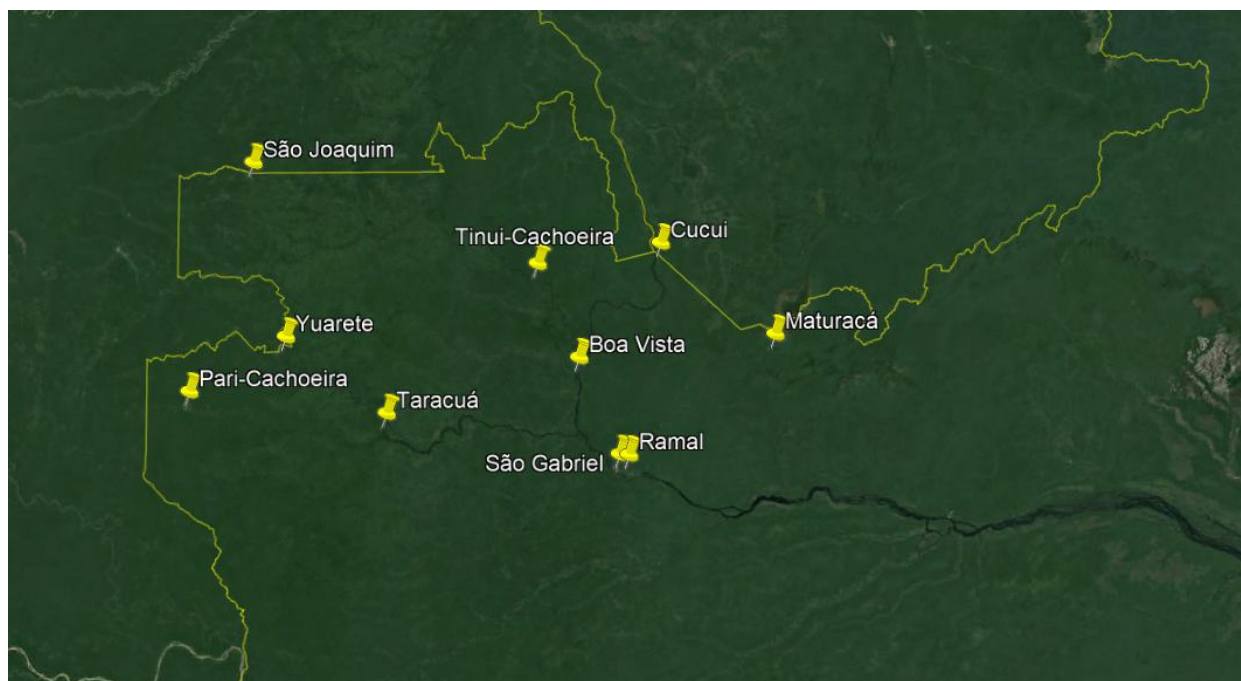 São Joaquim
Cucui
Tinui-Cachoeira
Maturacá
Yuarete
Boa Vista
Pari-Cachoeira
Taracuá
Ramal
São Gabriel